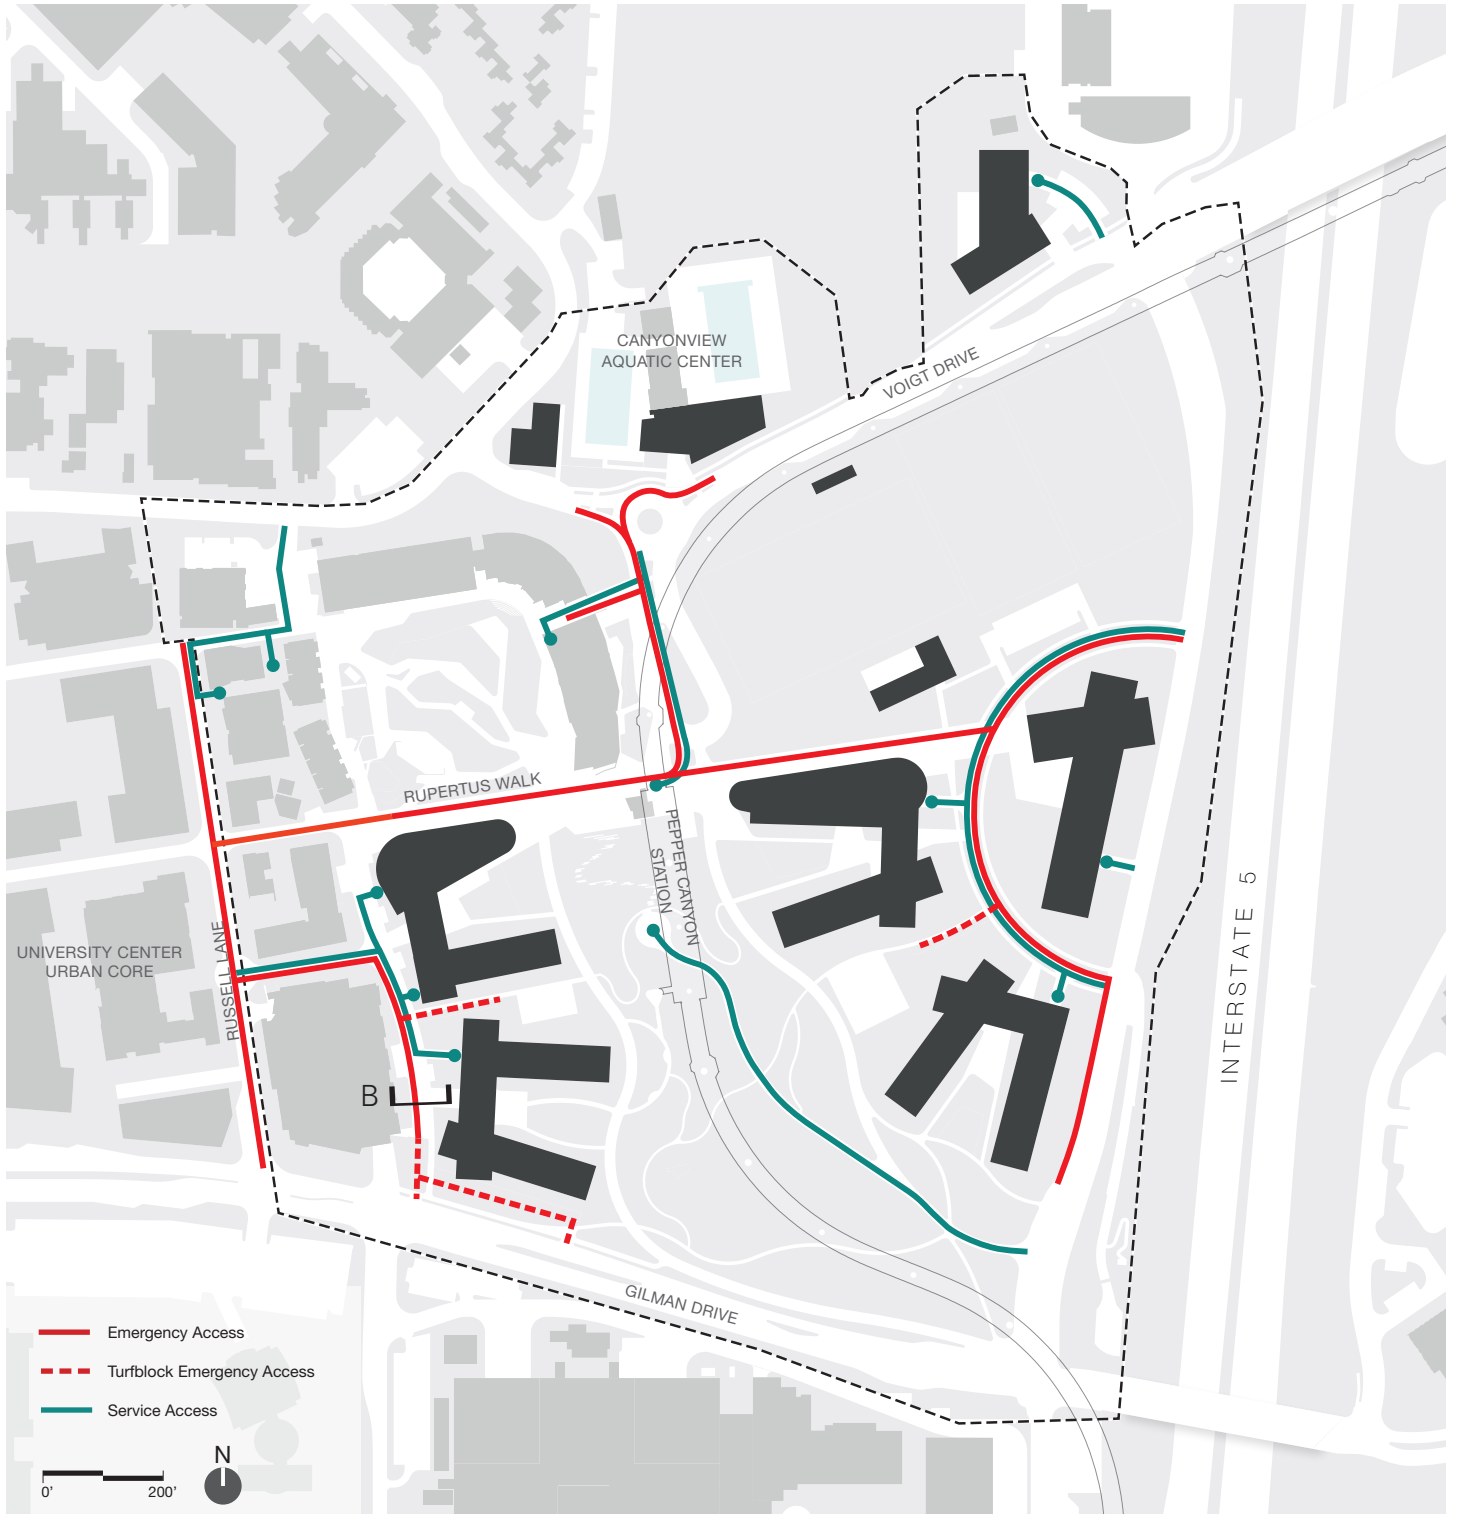 CANYONVIEW
AQUATIC CENTER
VOIGT DRIVE
RUPERTUS WALK
PEPPER CANYON
STATION
UNIVERSITY CENTER
URBAN CORE
RUSSELL LANE
INTERSTATE 5
B
GILMAN DRIVE
Emergency Access
Turfblock Emergency Access
Service Access
N
0' 200'